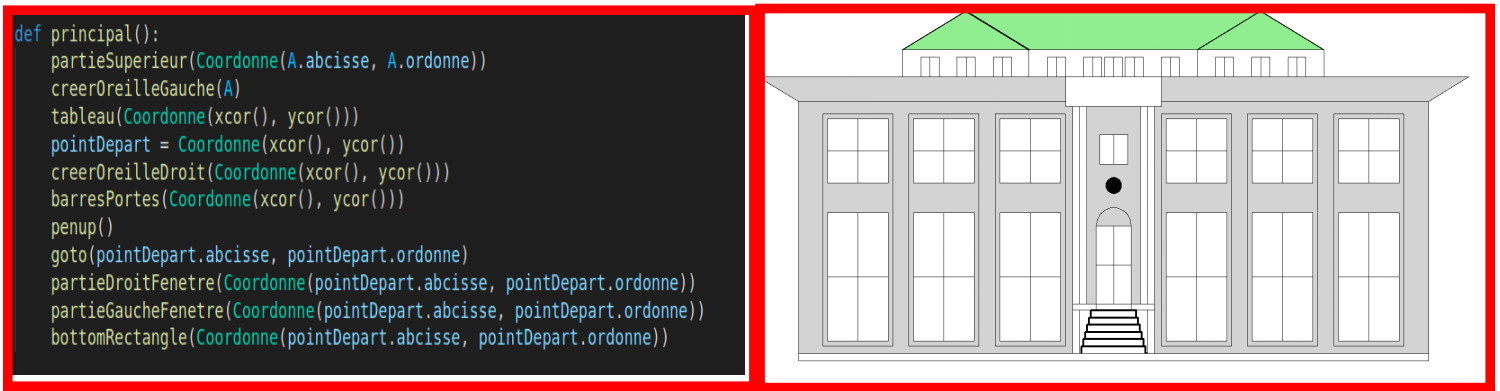 def principal():
    partieSuperieur(Coordonne(A.abcisse, A.ordonne))
    creerOreilleGauche(A)
    tableau(Coordonne(xcor(), ycor()))
    pointDepart = Coordonne(xcor(), ycor())
    creerOreilleDroit(Coordonne(xcor(), ycor()))
    barresPortes(Coordonne(xcor(), ycor()))
    penup()
    goto(pointDepart.abcisse, pointDepart.ordonne)
    partieDroitFenetre(Coordonne(pointDepart.abcisse, pointDepart.ordonne))
    partieGaucheFenetre(Coordonne(pointDepart.abcisse, pointDepart.ordonne))
    bottomRectangle(Coordonne(pointDepart.abcisse, pointDepart.ordonne))